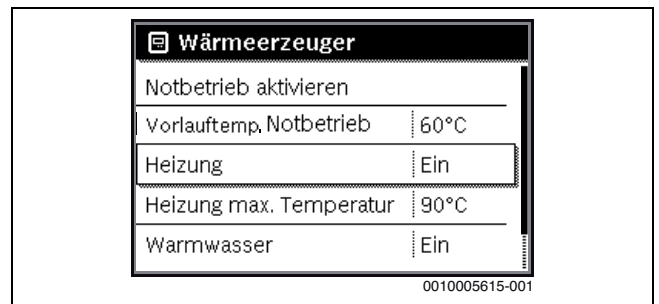 Wärmeerzeuger
Notbetrieb aktivieren
Vorlauftemp. Notbetrieb 60°C
Heizung Ein
Heizung max. Temperatur 90°C
Warmwasser Ein
0010005615-001